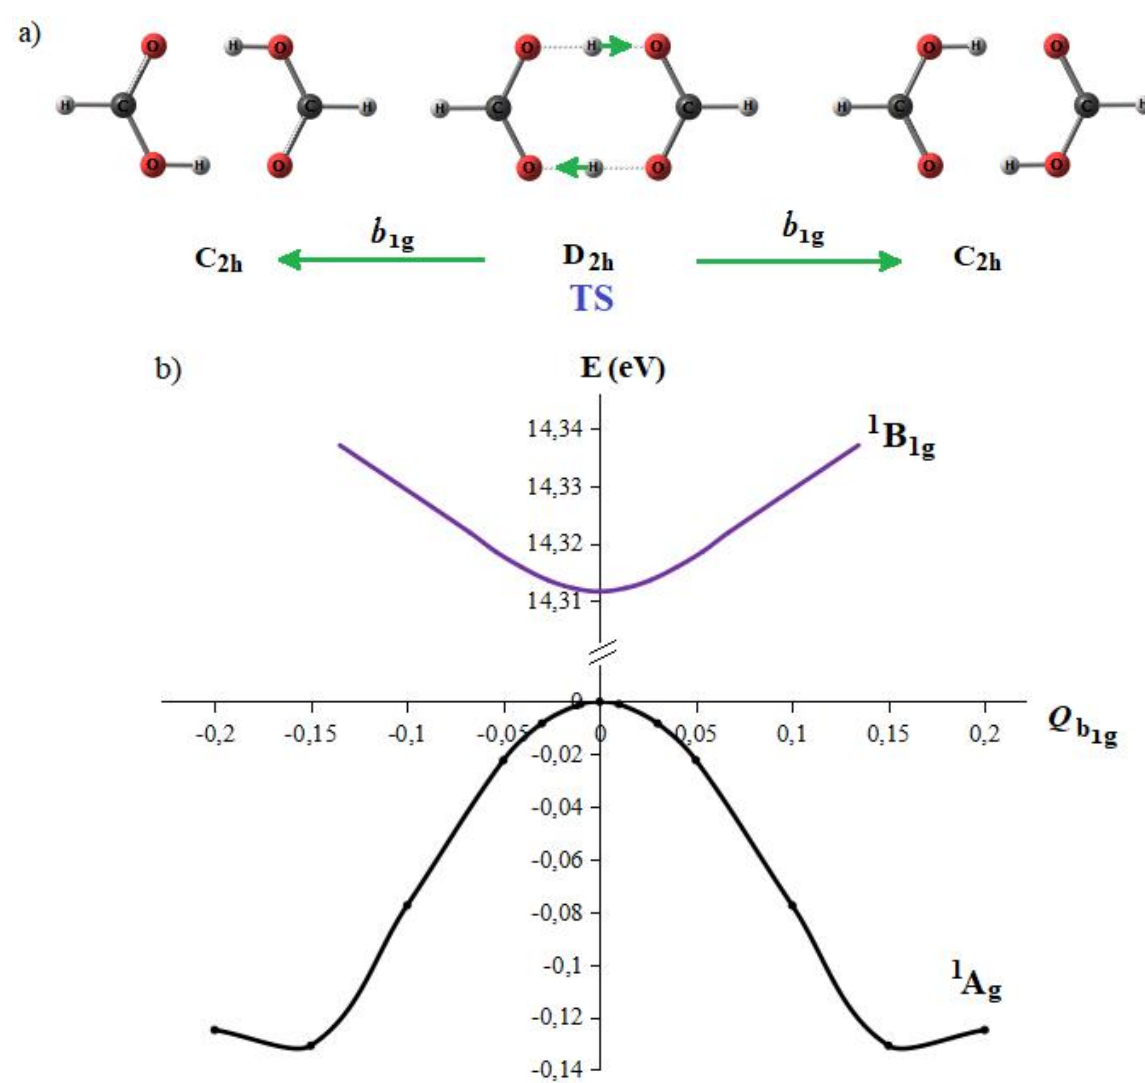 a)
O H O O H O O H O
H C C H H C C H H C C H
O H O O H O O H O
b₁g b₁g
C₂h D₂h C₂h
TS
b) E (eV)
14,34
¹B₁g
14,33
14,32
14,31
0
-0,2 -0,15 -0,1 -0,05 0 0,05 0,1 0,15 0,2 Q b₁g
-0,02
-0,04
-0,06
-0,08
-0,1
¹Ag
-0,12
-0,14